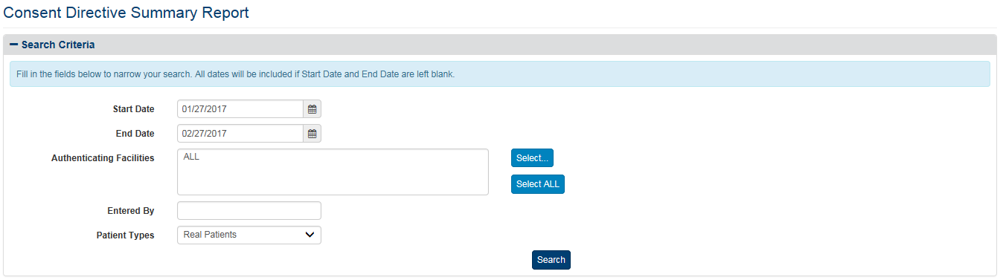 Consent Directive Summary Report
Search Criteria
Fill in the fields below to narrow your search. All dates will be included if Start Date and End Date are left blank.
Start Date 01/27/2017
End Date 02/27/2017
Authenticating Facilities ALL Select...
Select ALL
Entered By
Patient Types Real Patients
Search